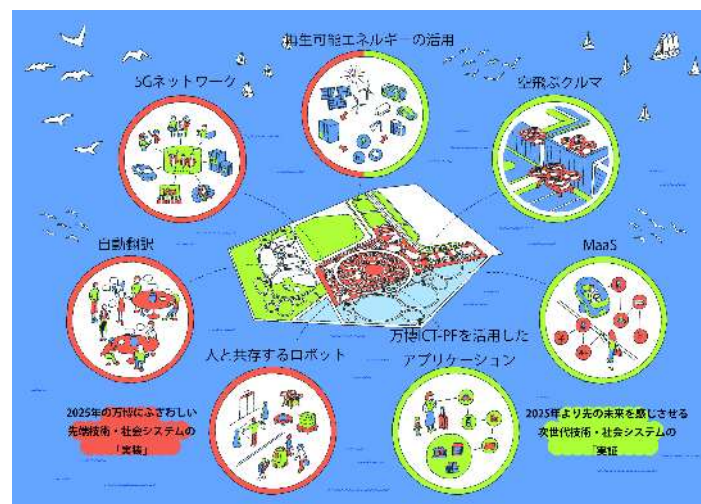 再生可能エネルギーの活用
5Gネットワーク
空飛ぶクルマ
自動翻訳
MaaS
人と共存するロボット
万博ICT-PFを活用した
アプリケーション
2025年の万博にふさわしい
先端技術・社会システムの
「実装」
2025年より先の未来を感じさせる
次世代技術・社会システムの
「実証